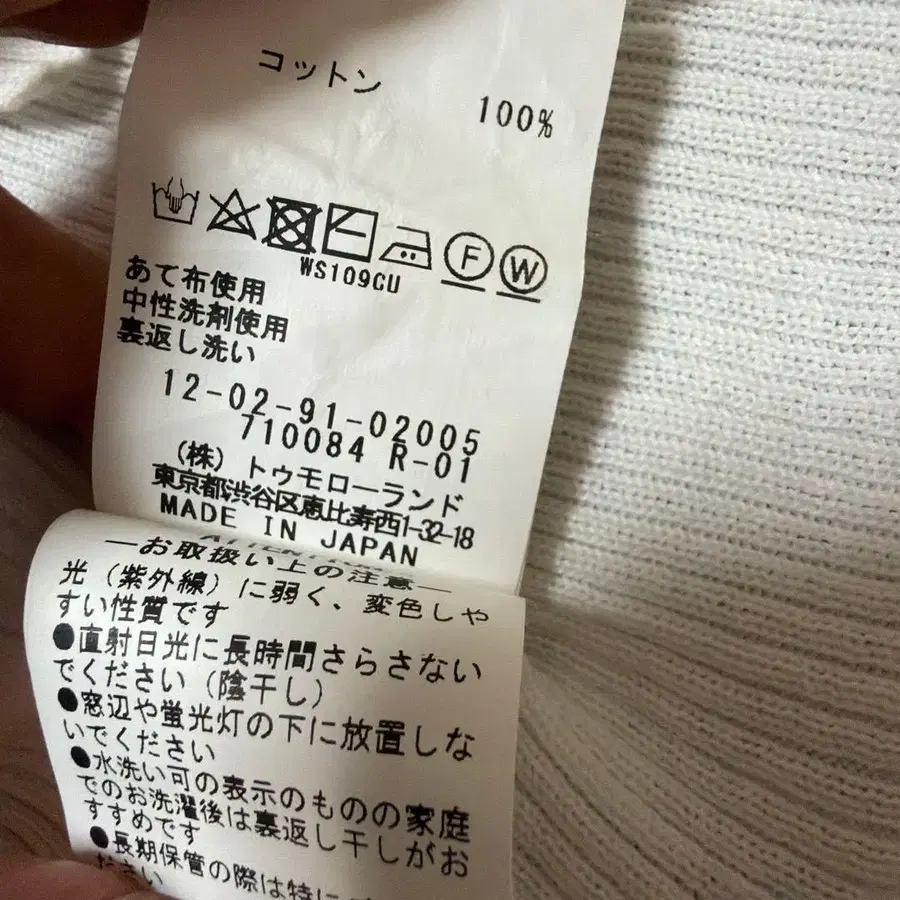 コットン
100%
F W
WS109CU
あて布使用
中性洗剤使用
裏返し洗い
12-02-91-02005
710084 R-01
(株) トゥモローランド
東京都渋谷区恵比寿西1-32-18
MADE IN JAPAN
—お取扱い上の注意—
光（紫外線）に弱く、変色しや
すい性質です
●直射日光に長時間さらさない
でください（陰干し）
●窓辺や蛍光灯の下に放置しな
いでください
●水洗い可の表示のものの家庭
でのお洗濯後は裏返し干しがお
すすめです
●長期保管の際は特に
ださい